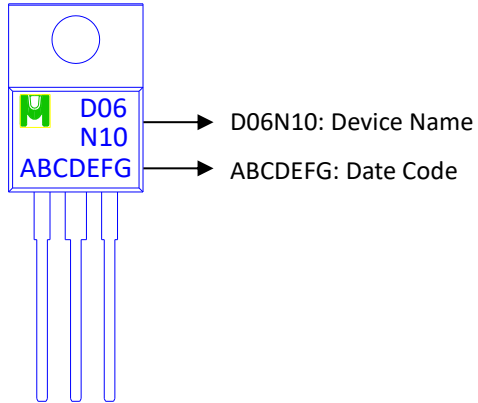 D06
N10
ABCDEFG
D06N10: Device Name
ABCDEFG: Date Code